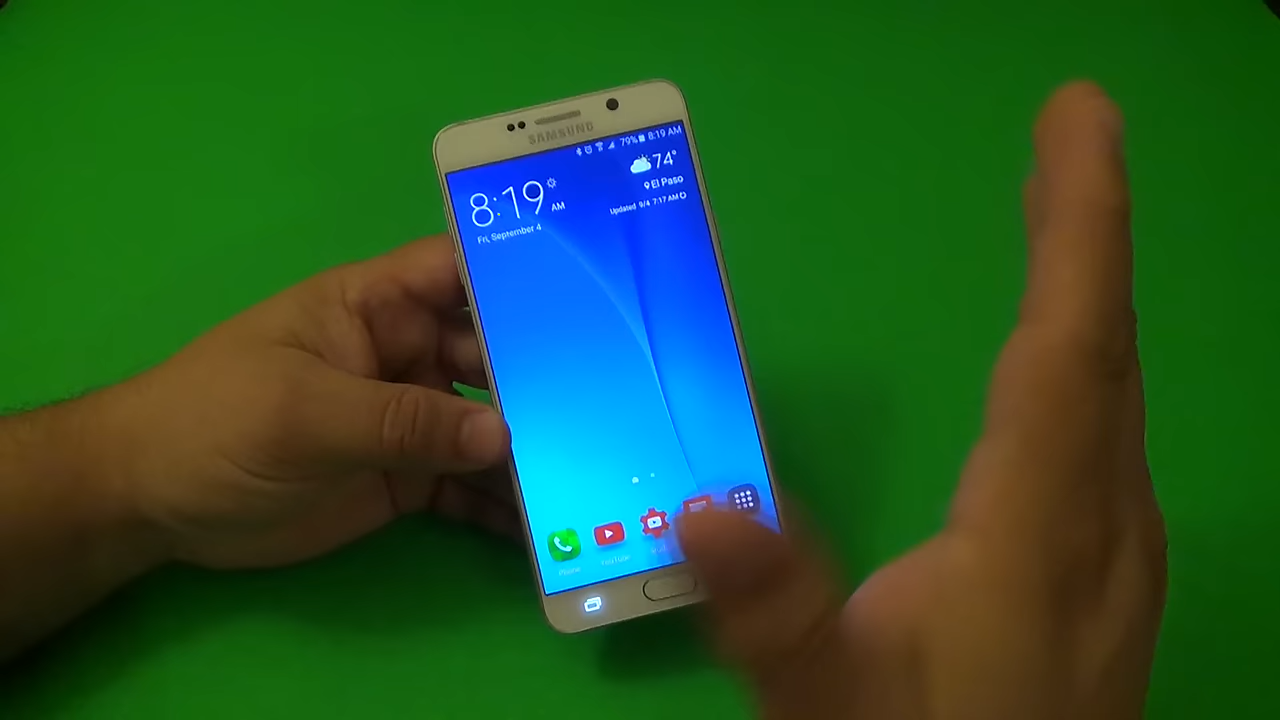 SAMSUNG
79% 8:19 AM
8:19 AM
Fri, September 4
74°
El Paso
Updated 9/4 7:17 AM
Phone
YouTube